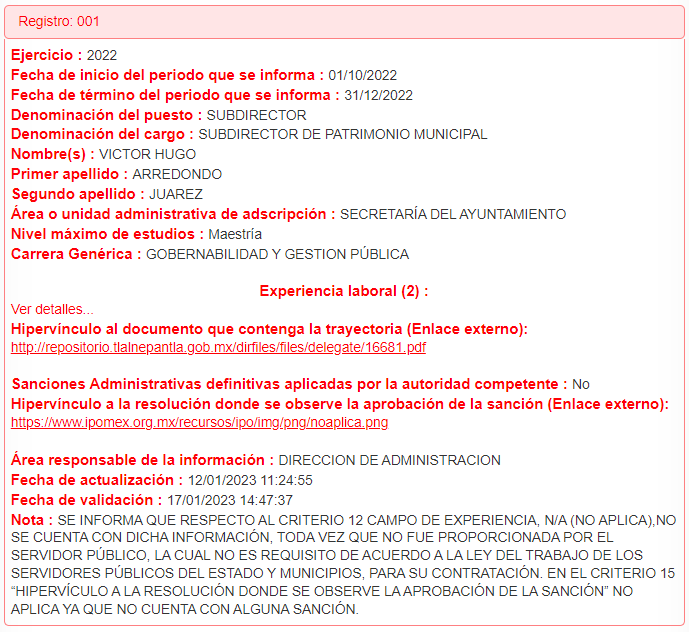 Registro: 001
Ejercicio : 2022
Fecha de inicio del periodo que se informa : 01/10/2022
Fecha de término del periodo que se informa : 31/12/2022
Denominación del puesto : SUBDIRECTOR
Denominación del cargo : SUBDIRECTOR DE PATRIMONIO MUNICIPAL
Nombre(s) : VICTOR HUGO
Primer apellido : ARREDONDO
Segundo apellido : JUAREZ
Área o unidad administrativa de adscripción : SECRETARÍA DEL AYUNTAMIENTO
Nivel máximo de estudios : Maestría
Carrera Genérica : GOBERNABILIDAD Y GESTION PÚBLICA
Experiencia laboral (2) :
Ver detalles...
Hipervínculo al documento que contenga la trayectoria (Enlace externo):
http://repositorio.tlalnepantla.gob.mx/dirfiles/files/delegate/16681.pdf
Sanciones Administrativas definitivas aplicadas por la autoridad competente : No
Hipervínculo a la resolución donde se observe la aprobación de la sanción (Enlace externo):
https://www.ipomex.org.mx/recursos/ipo/img/png/noaplica.png
Área responsable de la información : DIRECCION DE ADMINISTRACION
Fecha de actualización : 12/01/2023 11:24:55
Fecha de validación : 17/01/2023 14:47:37
Nota : SE INFORMA QUE RESPECTO AL CRITERIO 12 CAMPO DE EXPERIENCIA, N/A (NO APLICA),NO
SE CUENTA CON DICHA INFORMACIÓN, TODA VEZ QUE NO FUE PROPORCIONADA POR EL
SERVIDOR PÚBLICO, LA CUAL NO ES REQUISITO DE ACUERDO A LA LEY DEL TRABAJO DE LOS
SERVIDORES PÚBLICOS DEL ESTADO Y MUNICIPIOS, PARA SU CONTRATACIÓN. EN EL CRITERIO 15
“HIPERVÍCULO A LA RESOLUCIÓN DONDE SE OBSERVE LA APROBACIÓN DE LA SANCIÓN” NO
APLICA YA QUE NO CUENTA CON ALGUNA SANCIÓN.